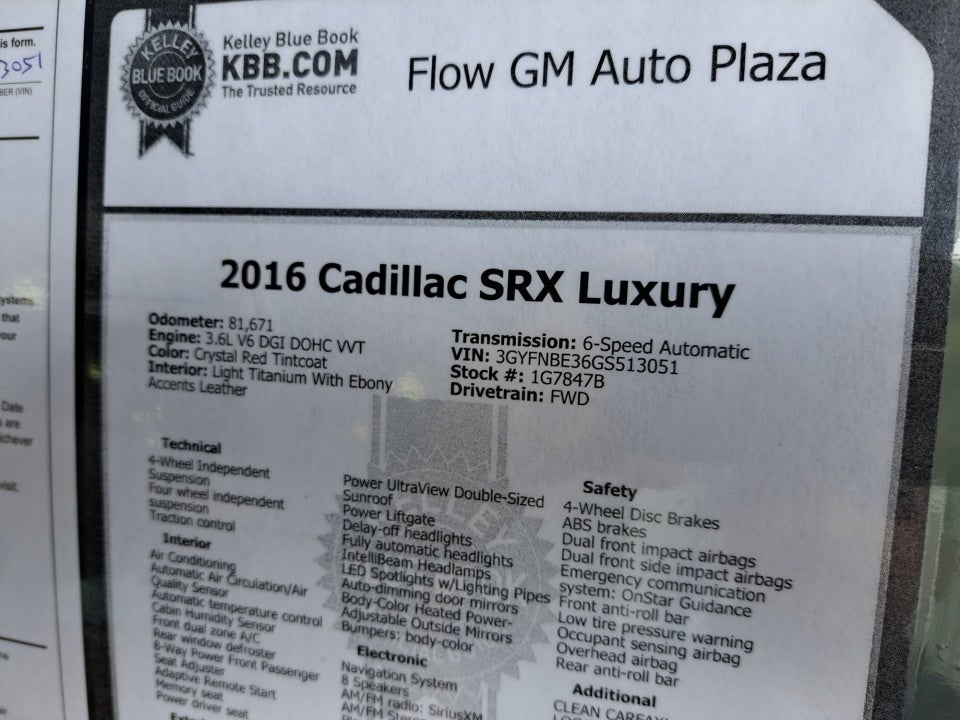 is form.
3051
BER (VIN)
ystems
that
our
Date
s are
ichever
visit.
KELLEY
BLUE BOOK
OFFICIAL GUIDE
Kelley Blue Book
KBB.COM
The Trusted Resource
Flow GM Auto Plaza
2016 Cadillac SRX Luxury
Odometer: 81,671
Engine: 3.6L V6 DGI DOHC VVT
Color: Crystal Red Tintcoat
Interior: Light Titanium With Ebony
Accents Leather
Transmission: 6-Speed Automatic
VIN: 3GYFNBE36GS513051
Stock #: 1G7847B
Drivetrain: FWD
Technical
4-Wheel Independent
Suspension
Four wheel independent
suspension
Traction control
Interior
Air Conditioning
Automatic Air Circulation/Air
Quality Sensor
Automatic temperature control
Cabin Humidity Sensor
Front dual zone A/C
Rear window defroster
8-Way Power Front Passenger
Seat Adjuster
Adaptive Remote Start
Memory seat
Power driver seat
Power UltraView Double-Sized
Sunroof
Power Liftgate
Delay-off headlights
Fully automatic headlights
IntelliBeam Headlamps
LED Spotlights w/Lighting Pipes
Auto-dimming door mirrors
Body-Color Heated Power-
Adjustable Outside Mirrors
Bumpers: body-color
Electronic
Navigation System
8 Speakers
AM/FM radio: SiriusXM
AM/FM Stereo
Safety
4-Wheel Disc Brakes
ABS brakes
Dual front impact airbags
Dual front side impact airbags
Emergency communication
system: OnStar Guidance
Front anti-roll bar
Low tire pressure warning
Occupant sensing airbag
Overhead airbag
Rear anti-roll bar
Additional
CLEAN CARFAX!